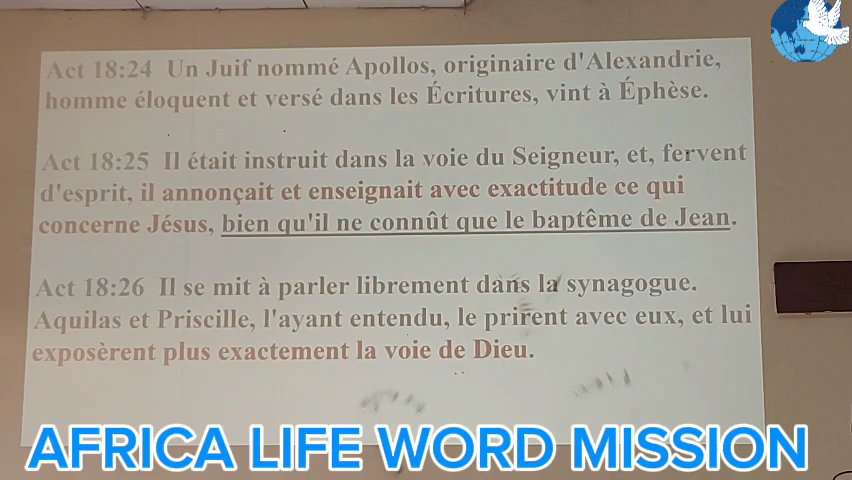 Act 18:24 Un Juif nommé Apollos, originaire d'Alexandrie,
homme éloquent et versé dans les Écritures, vint à Éphèse.
Act 18:25 Il était instruit dans la voie du Seigneur, et, fervent
d'esprit, il annonçait et enseignait avec exactitude ce qui
concerne Jésus, bien qu'il ne connût que le baptême de Jean.
Act 18:26 Il se mit à parler librement dans la synagogue.
Aquilas et Priscille, l'ayant entendu, le prirent avec eux, et lui
exposèrent plus exactement la voie de Dieu.
AFRICA LIFE WORD MISSION